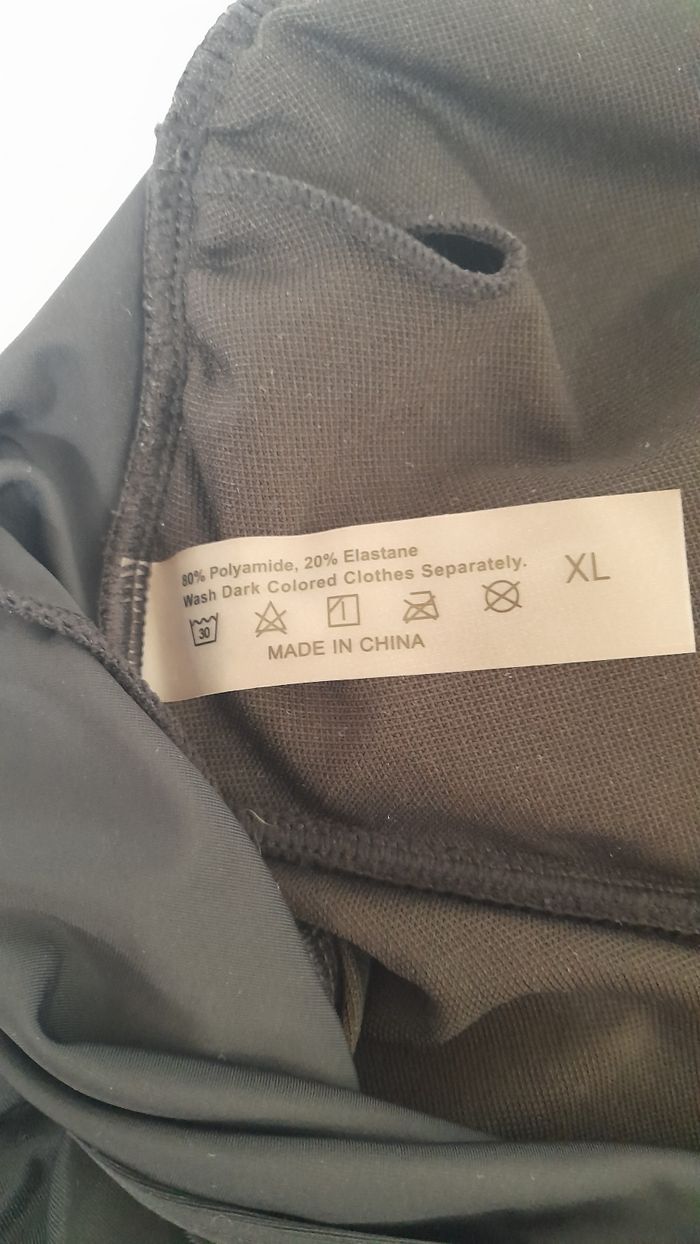 80% Polyamide, 20% Elastane
Wash Dark Colored Clothes Separately.
XL
30
MADE IN CHINA